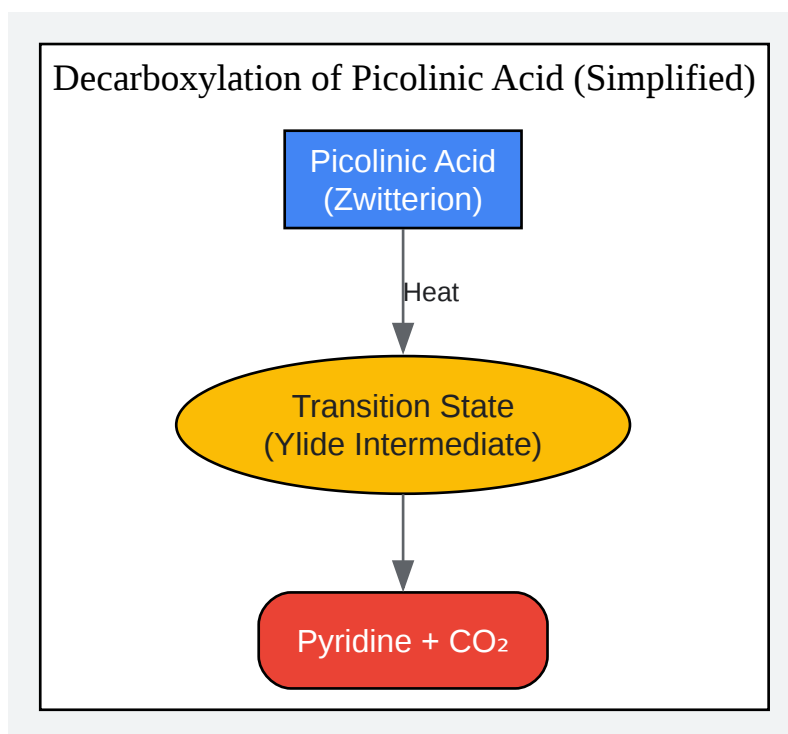 Decarboxylation of Picolinic Acid (Simplified)
Picolinic Acid
(Zwitterion)
Heat
Transition State
(Ylide Intermediate)
Pyridine + CO₂